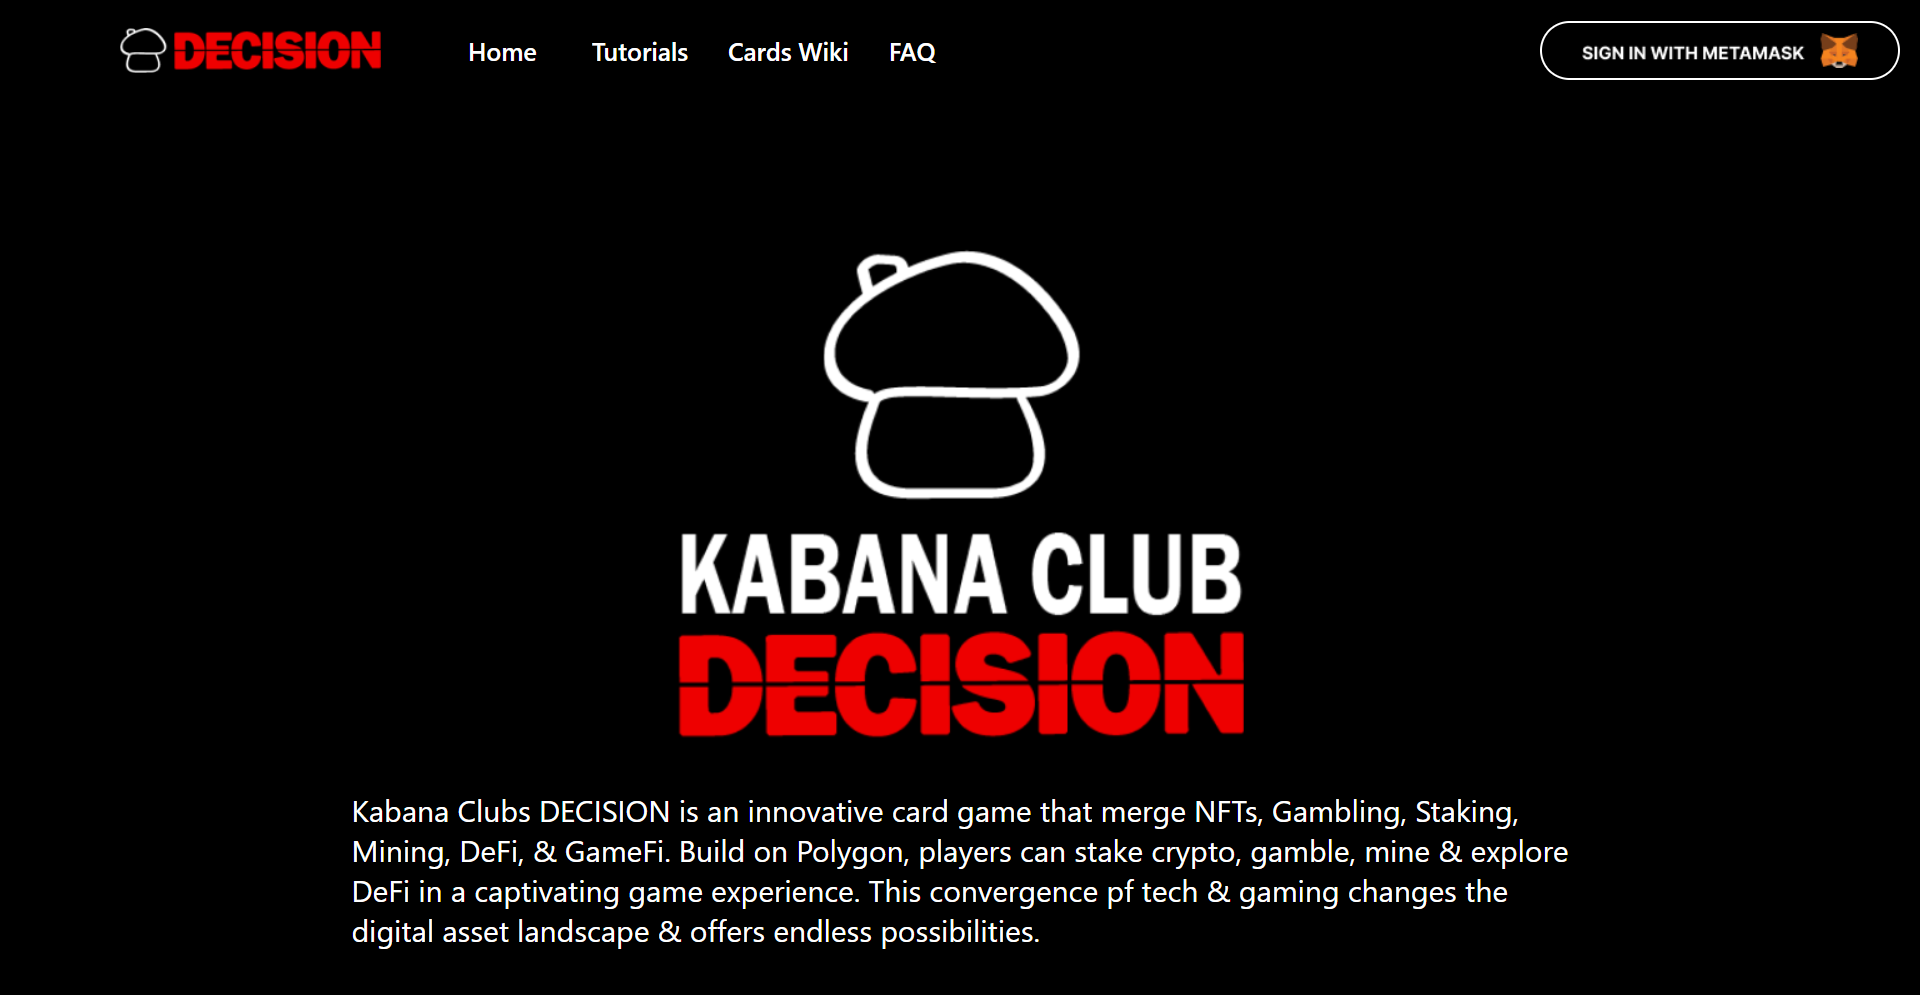 DECISION
Home
Tutorials
Cards Wiki
FAQ
SIGN IN WITH METAMASK
KABANA CLUB
DECISION
Kabana Clubs DECISION is an innovative card game that merge NFTs, Gambling, Staking,
Mining, DeFi, & GameFi. Build on Polygon, players can stake crypto, gamble, mine & explore
DeFi in a captivating game experience. This convergence pf tech & gaming changes the
digital asset landscape & offers endless possibilities.